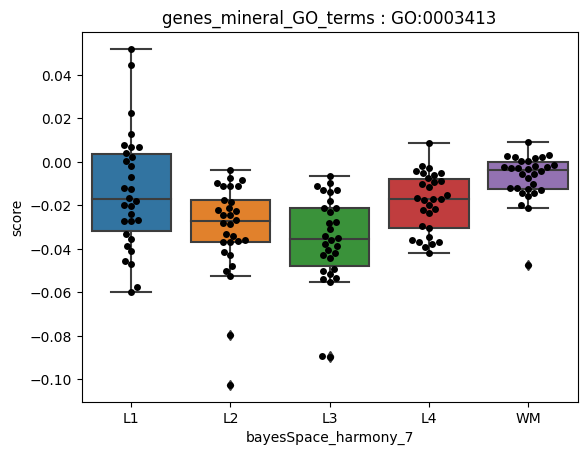 genes_mineral_GO_terms : GO:0003413
0.04
0.02
0.00
−0.02
−0.04
−0.06
−0.08
−0.10
score
L1 L2 L3 L4 WM
bayesSpace_harmony_7